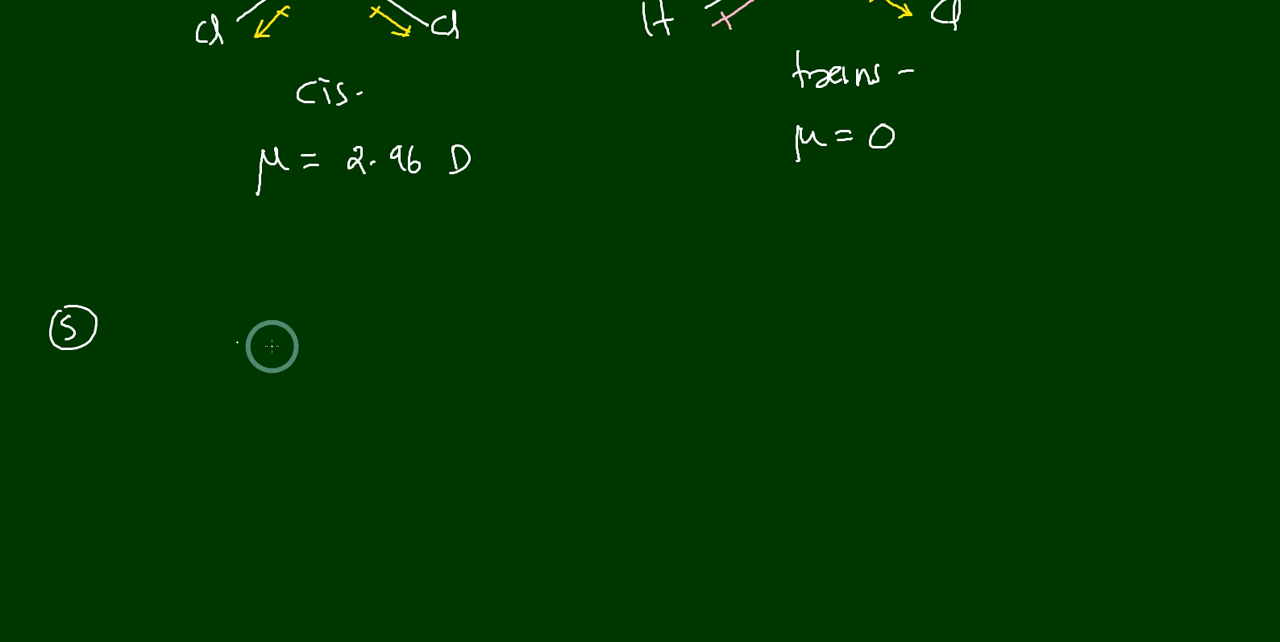 Cl Cl H Cl
cis- trans-
μ = 2.96 D μ = 0
(5)